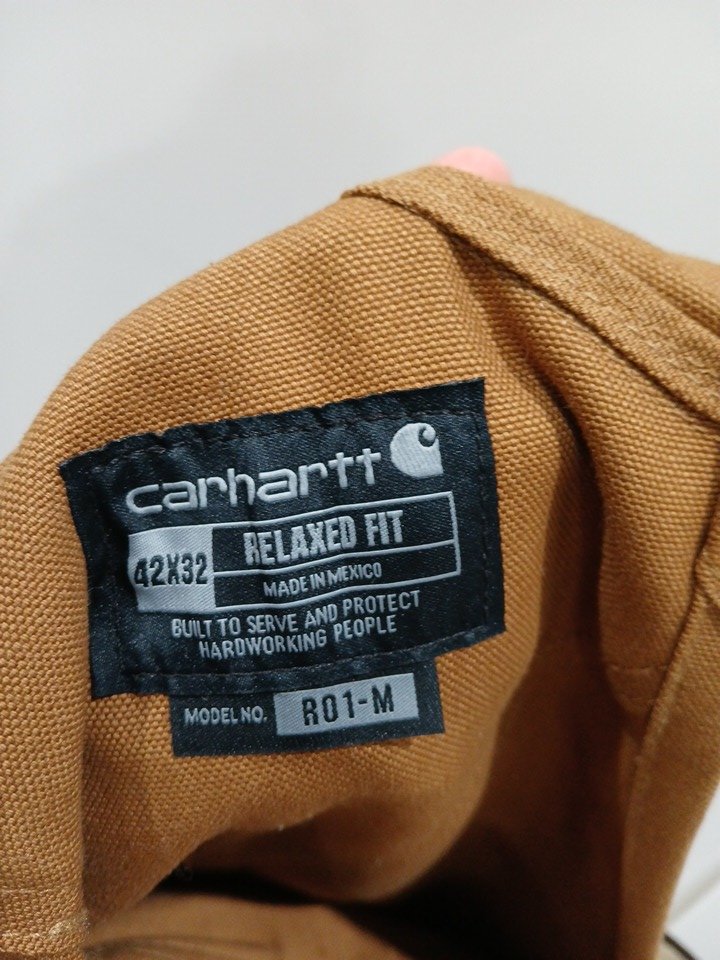 carhartt
42X32 RELAXED FIT
MADE IN MEXICO
BUILT TO SERVE AND PROTECT
HARDWORKING PEOPLE
MODEL NO. R01-M